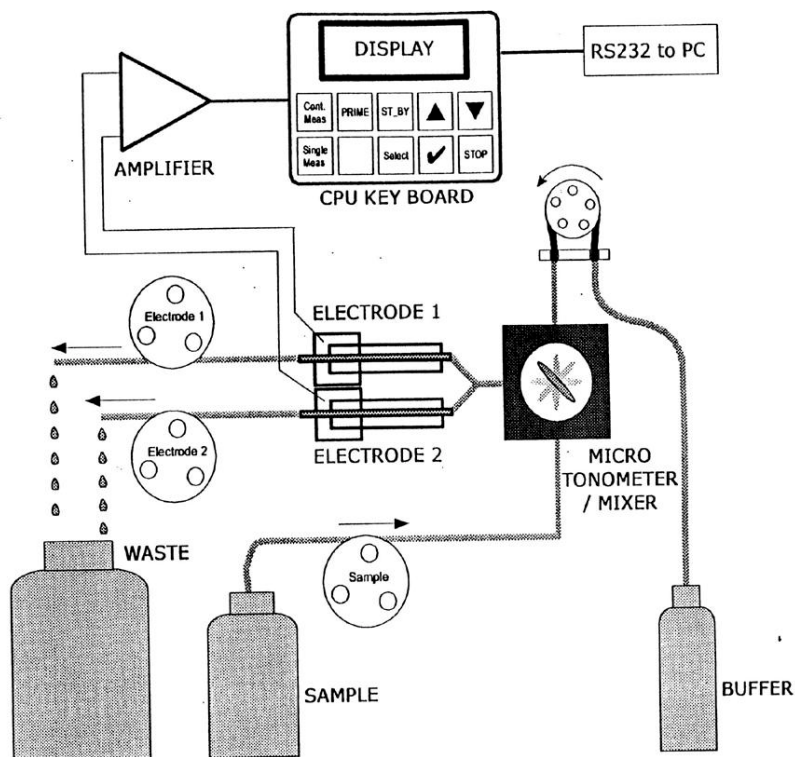 DISPLAY
RS232 to PC
Cont.
Meas
PRIME
ST_BY
Single
Meas
Select
STOP
AMPLIFIER
CPU KEY BOARD
Electrode 1
ELECTRODE 1
Electrode 2
ELECTRODE 2
MICRO
TONOMETER
/ MIXER
WASTE
Sample
SAMPLE
BUFFER